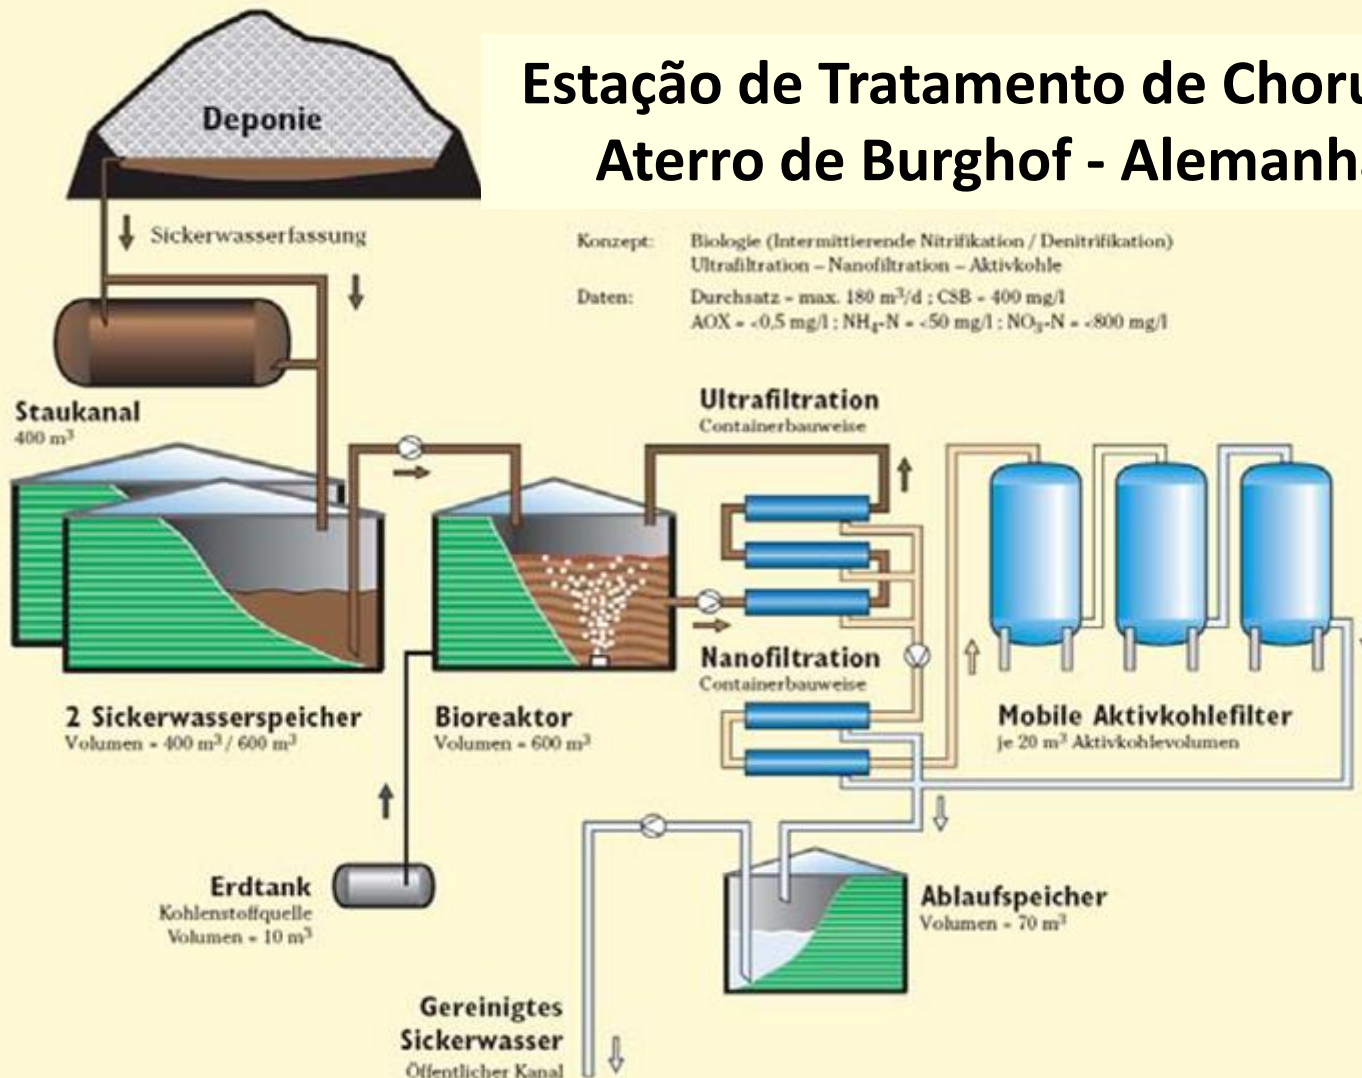 Deponie
Estação de Tratamento de Choru
Aterro de Burghof - Alemanha
Sickerwasserfassung
Konzept: Biologie (Intermittierende Nitrifikation / Denitrifikation)
Ultrafiltration – Nanofiltration – Aktivkohle
Daten: Durchsatz = max. 180 m³/d ; CSB = 400 mg/l
AOX = <0,5 mg/l ; NH₄-N = <50 mg/l ; NO₃-N = <800 mg/l
Staukanal
400 m³
Ultrafiltration
Containerbauweise
Nanofiltration
Containerbauweise
2 Sickerwasserspeicher
Volumen = 400 m³ / 600 m³
Bioreaktor
Volumen = 600 m³
Mobile Aktivkohlefilter
je 20 m³ Aktivkohlevolumen
Erdtank
Kohlenstoffquelle
Volumen = 10 m³
Ablaufspeicher
Volumen = 70 m³
Gereinigtes
Sickerwasser
Öffentlicher Kanal